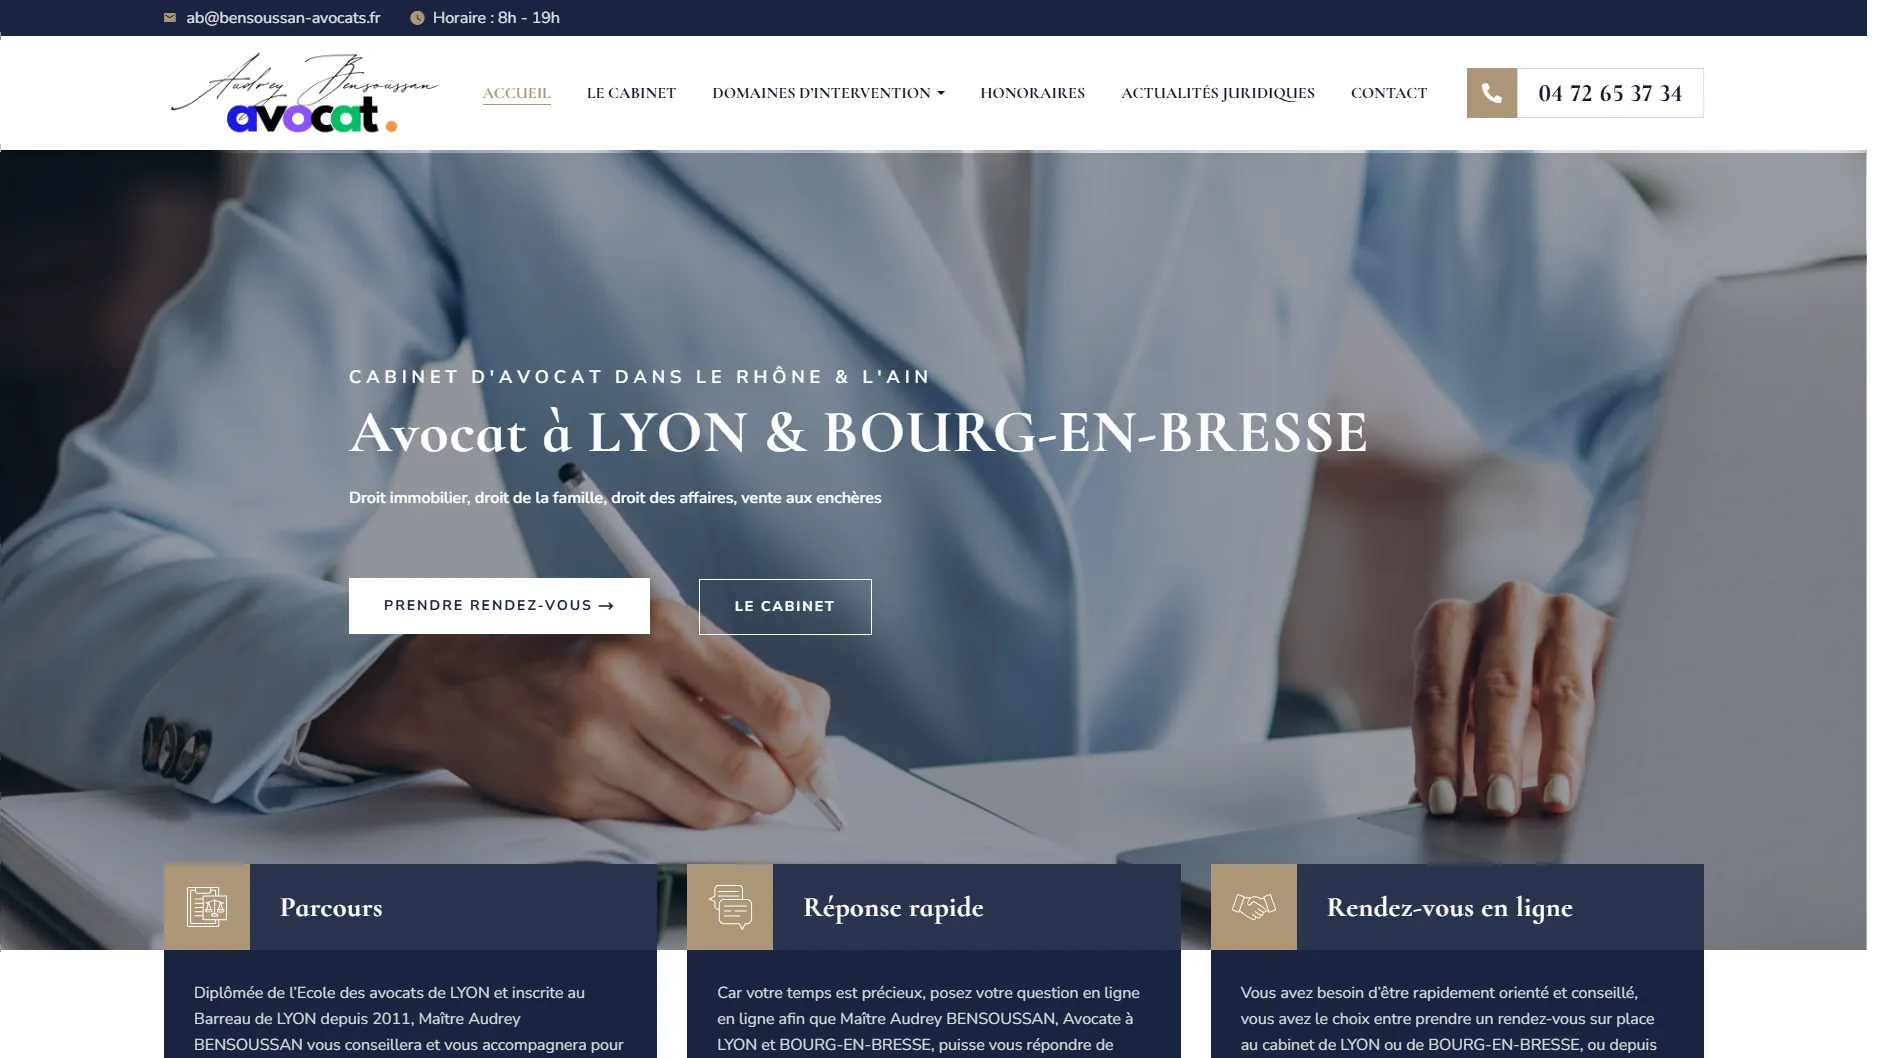 ab@bensoussan-avocats.fr
Horaire : 8h - 19h
Audrey Bensoussan
avocat.
ACCUEIL
LE CABINET
DOMAINES D'INTERVENTION
HONORAIRES
ACTUALITÉS JURIDIQUES
CONTACT
04 72 65 37 34
CABINET D'AVOCAT DANS LE RHÔNE & L'AIN
Avocat à LYON & BOURG-EN-BRESSE
Droit immobilier, droit de la famille, droit des affaires, vente aux enchères
PRENDRE RENDEZ-VOUS →
LE CABINET
Parcours
Diplômée de l'Ecole des avocats de LYON et inscrite au
Barreau de LYON depuis 2011, Maître Audrey
BENSOUSSAN vous conseillera et vous accompagnera pour
Réponse rapide
Car votre temps est précieux, posez votre question en ligne
en ligne afin que Maître Audrey BENSOUSSAN, Avocate à
LYON et BOURG-EN-BRESSE, puisse vous répondre de
Rendez-vous en ligne
Vous avez besoin d'être rapidement orienté et conseillé,
vous avez le choix entre prendre un rendez-vous sur place
au cabinet de LYON ou de BOURG-EN-BRESSE, ou depuis